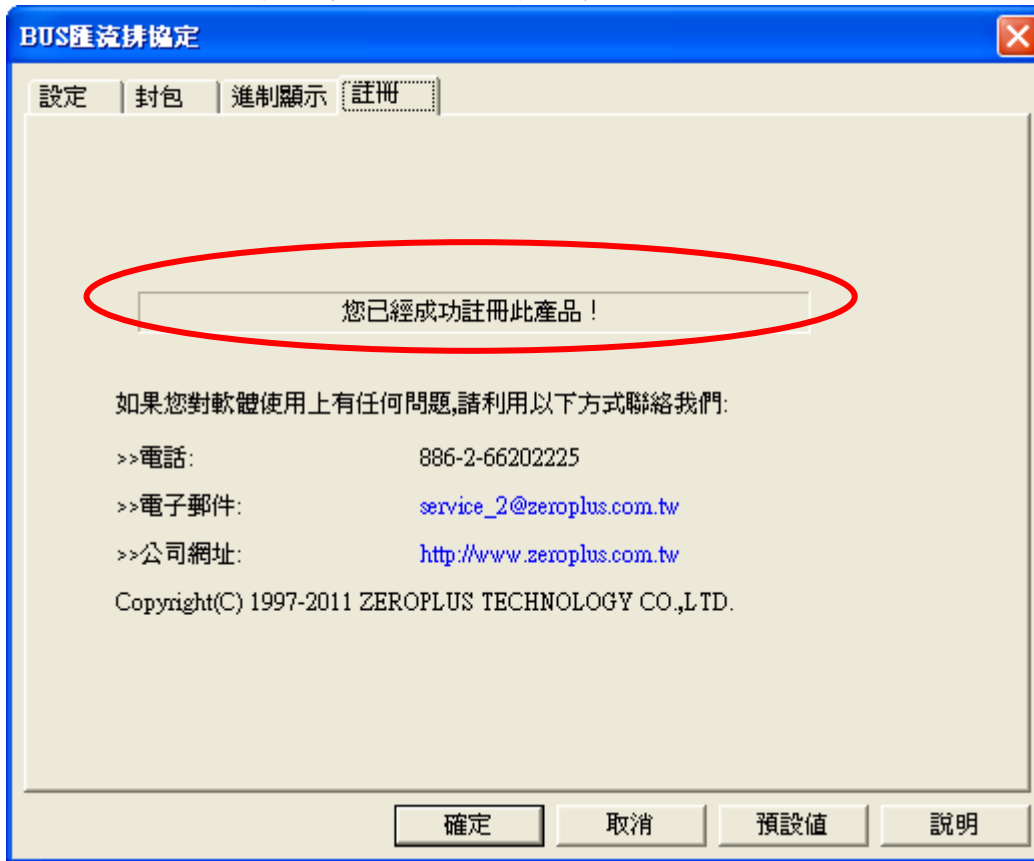 BUS匯流排協定
設定 封包 進制顯示 註冊
您已經成功註冊此產品！
如果您對軟體使用上有任何問題,請利用以下方式聯絡我們:
>>電話: 886-2-66202225
>>電子郵件: service_2@zeroplus.com.tw
>>公司網址: http://www.zeroplus.com.tw
Copyright(C) 1997-2011 ZEROPLUS TECHNOLOGY CO.,LTD.
確定 取消 預設值 說明